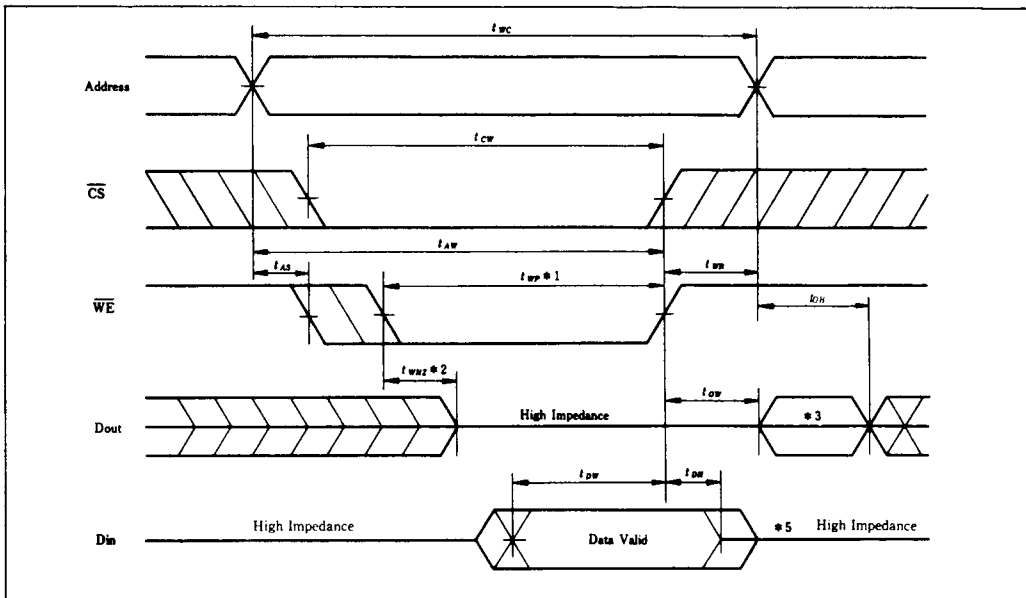 tWC
Address
tCW
CS
tAW
tAS
tWP *1
tWR
WE
tOH
tWHZ *2
tOW
High Impedance
*3
Dout
tDW
tDH
High Impedance
Din
Data Valid
*5
High Impedance